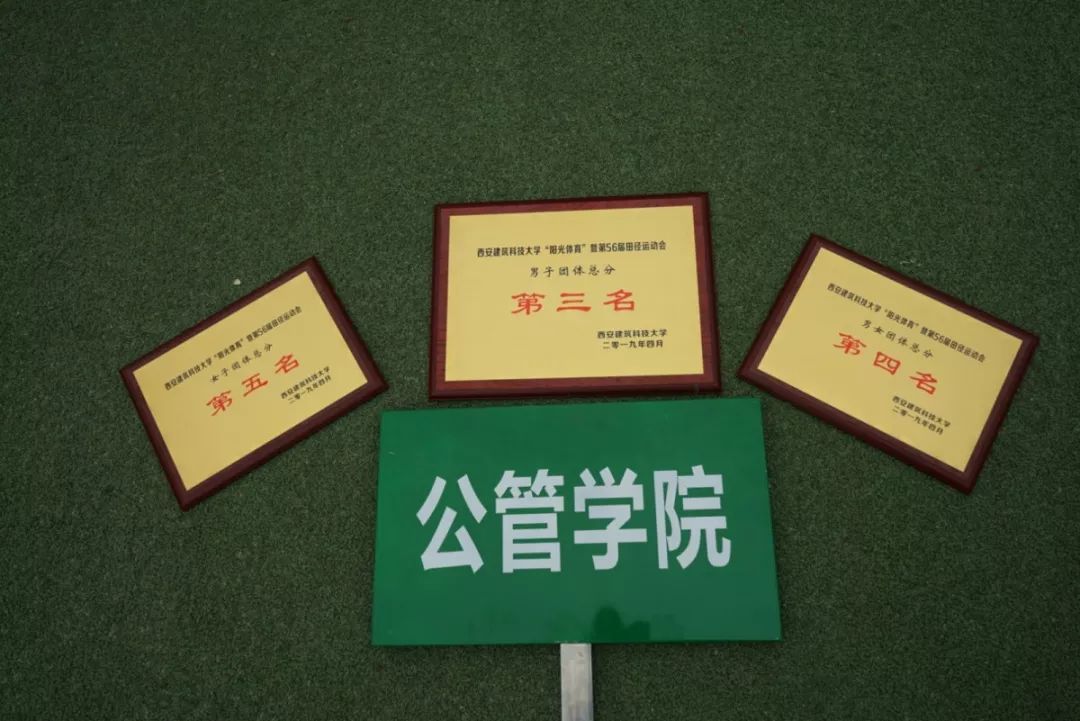 西安建筑科技大学“阳光体育”暨第56届田径运动会
女子团体总分
第五名
西安建筑科技大学
二零一九年四月
西安建筑科技大学“阳光体育”暨第56届田径运动会
男子团体总分
第三名
西安建筑科技大学
二零一九年四月
西安建筑科技大学“阳光体育”暨第56届田径运动会
男女团体总分
第四名
西安建筑科技大学
二零一九年四月
公管学院